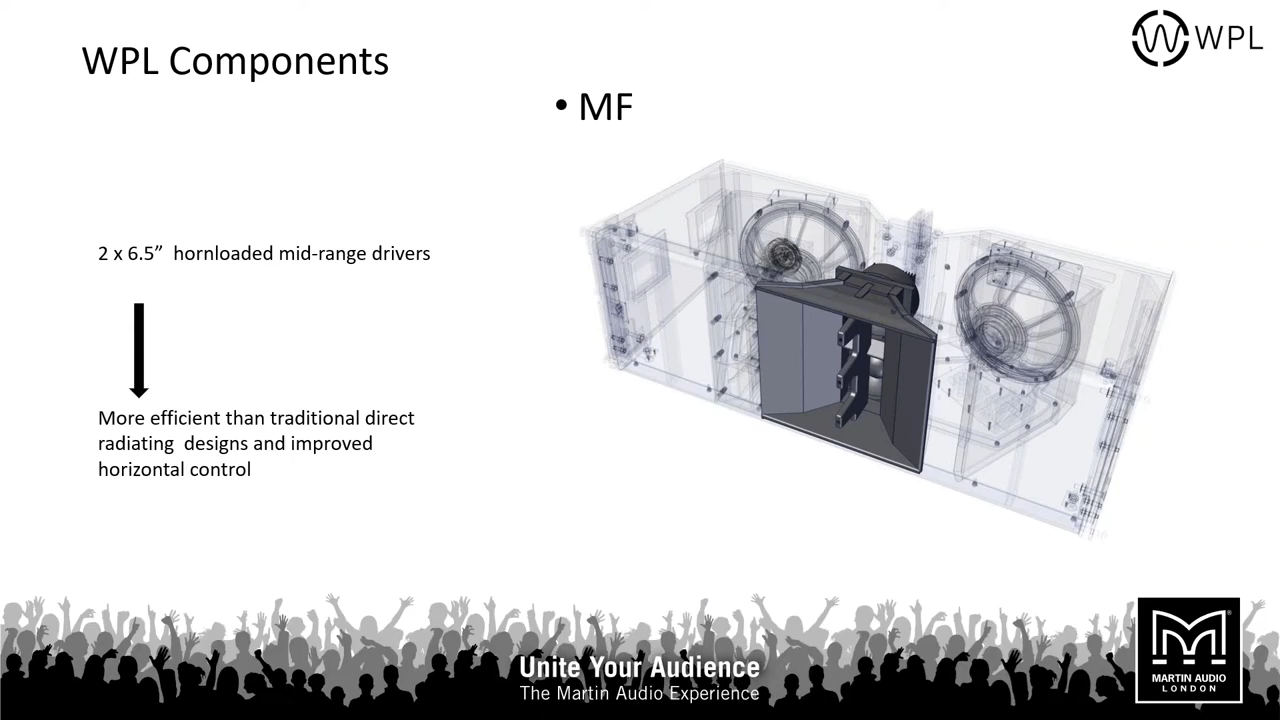 WPL Components
WPL
• MF
2 x 6.5” hornloaded mid-range drivers
More efficient than traditional direct
radiating designs and improved
horizontal control
Unite Your Audience
The Martin Audio Experience
®
MARTIN AUDIO
LONDON